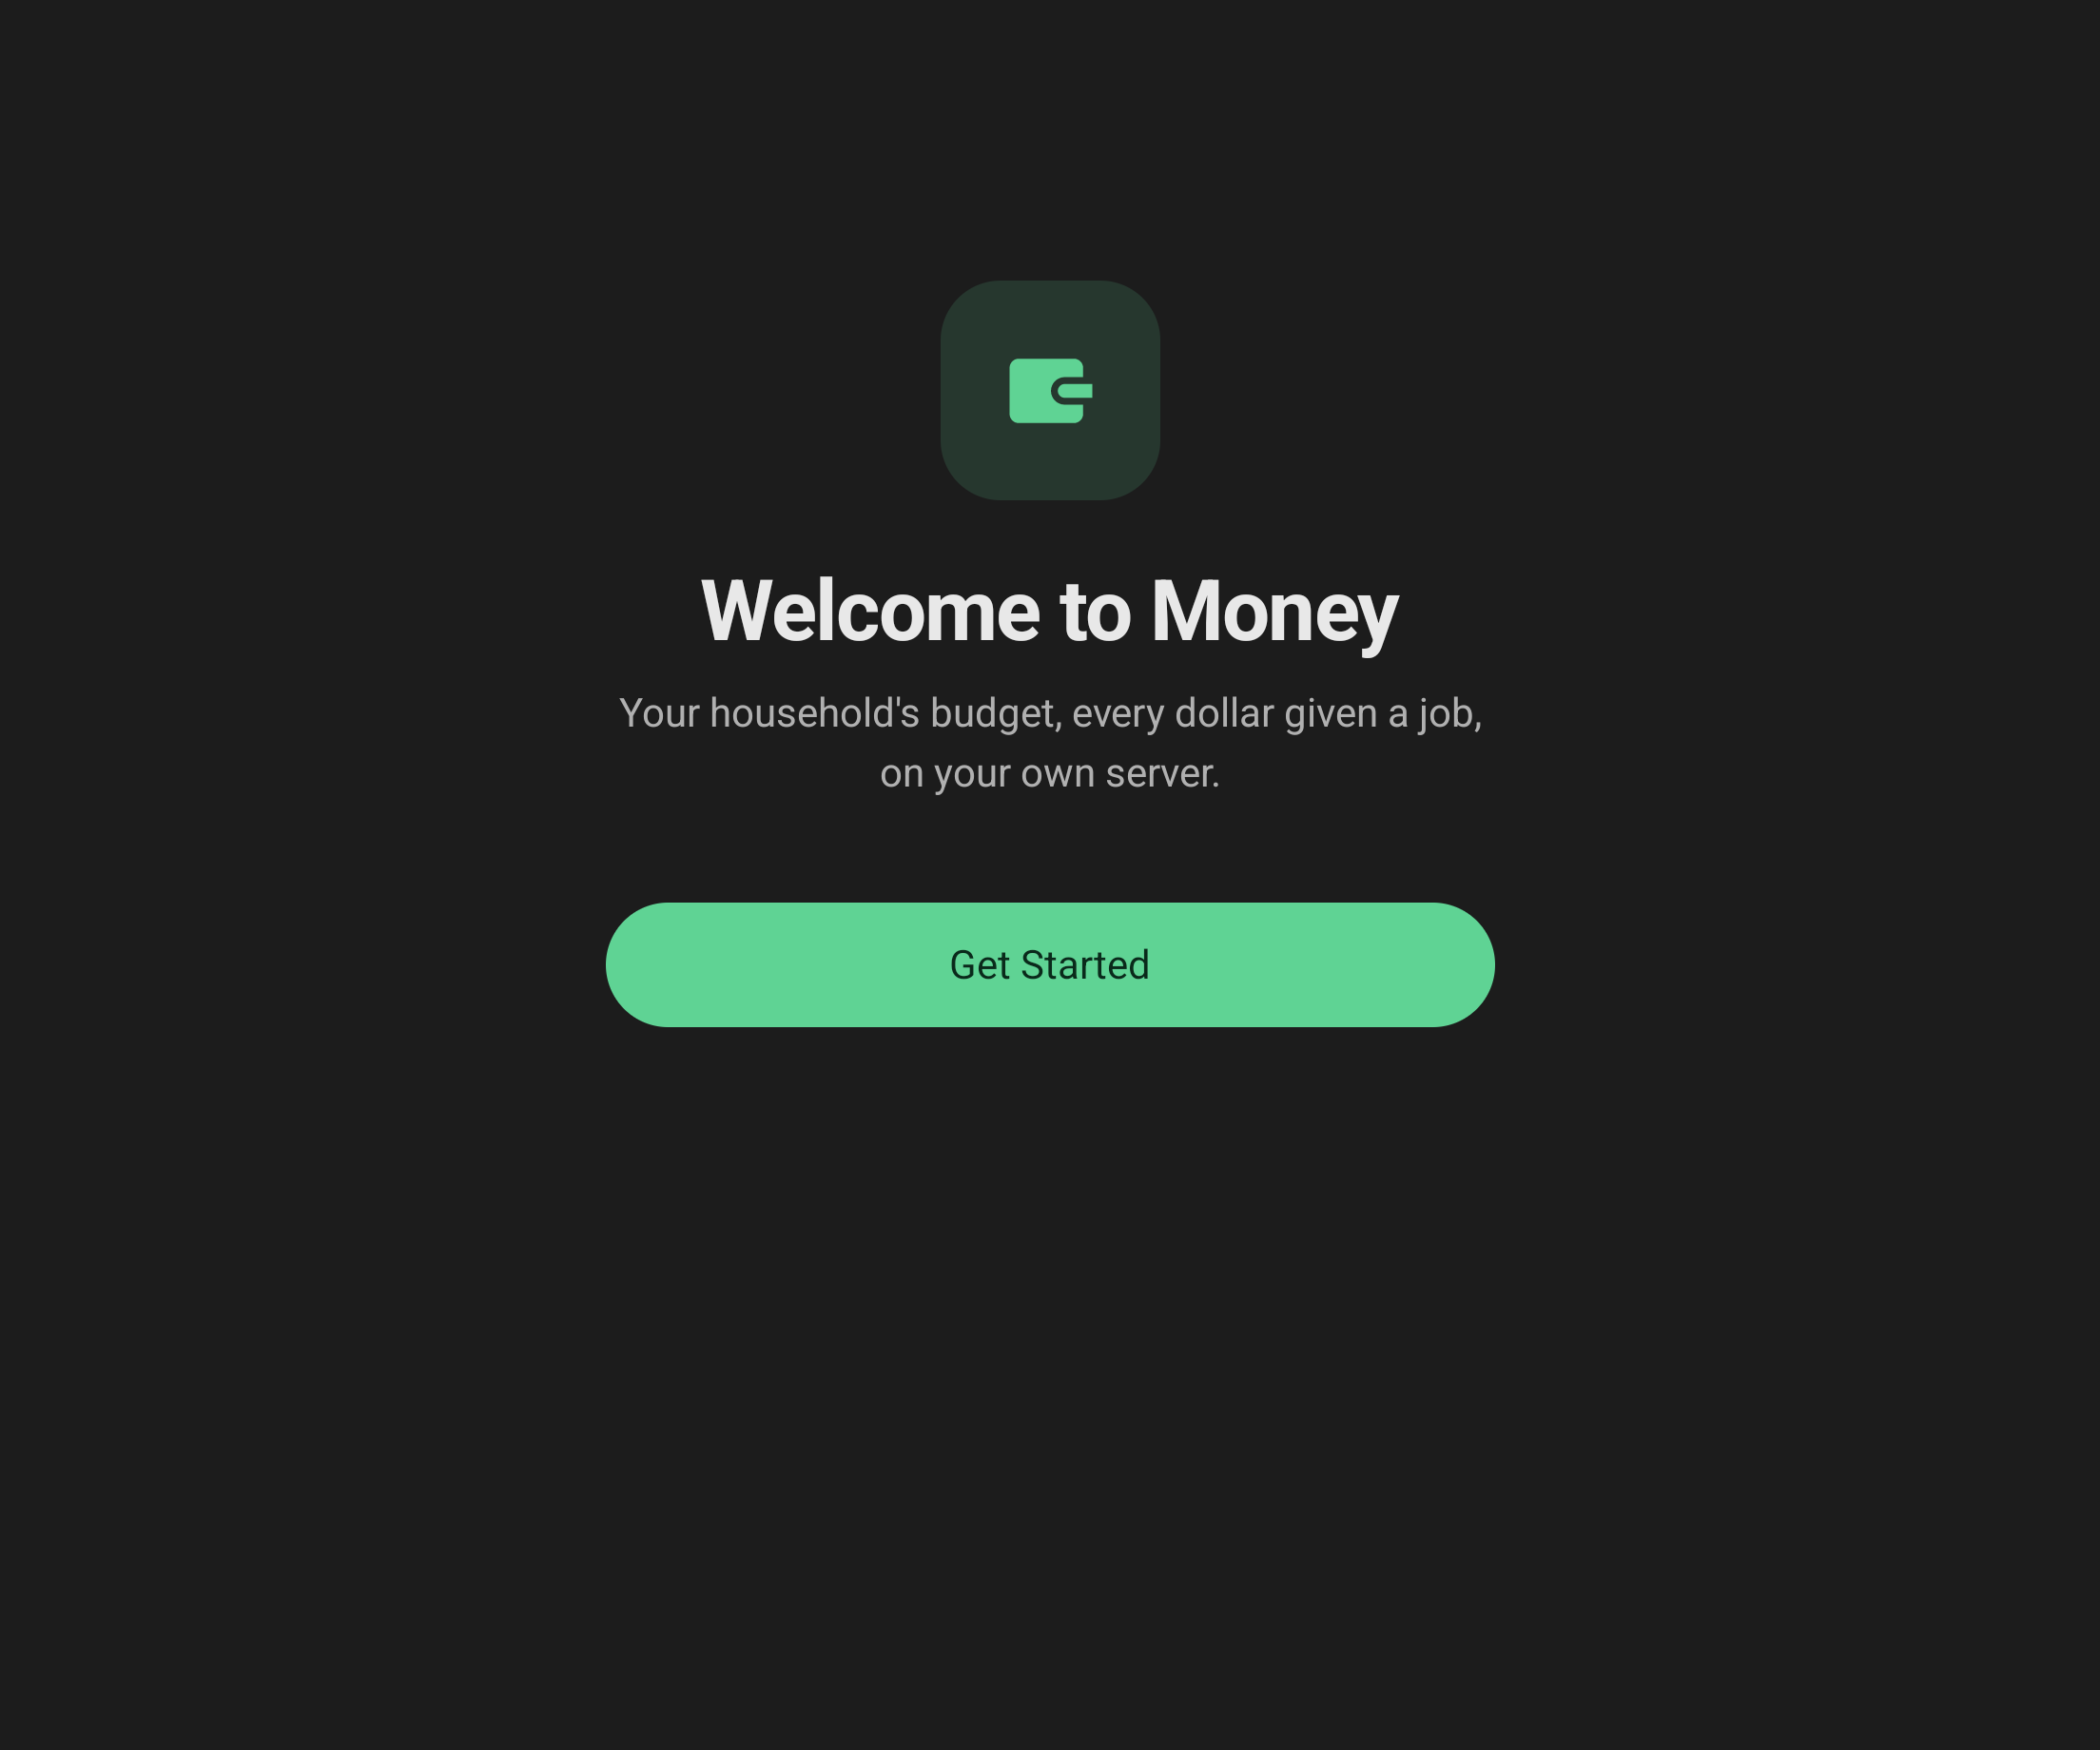 Welcome to Money
Your household's budget, every dollar given a job,
on your own server.
Get Started